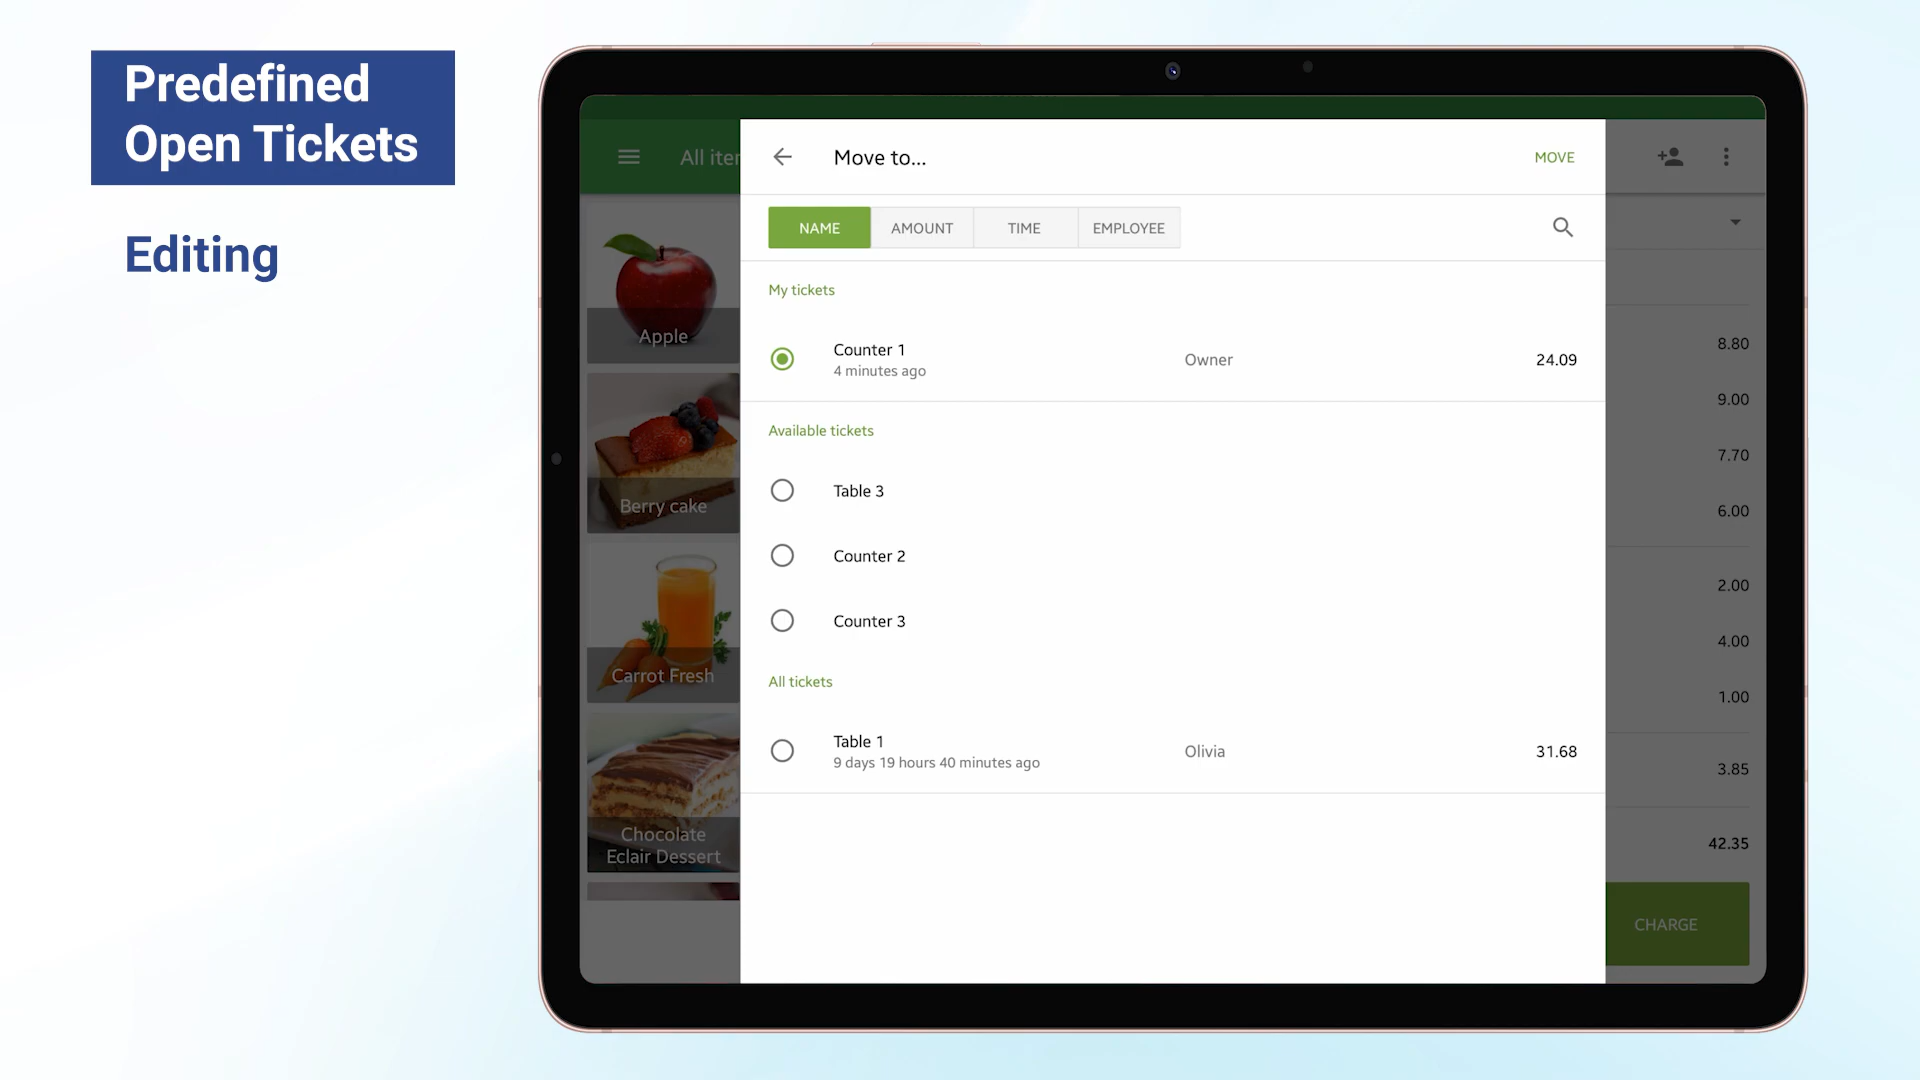 Predefined
Open Tickets
Editing
All iter
Move to...
MOVE
NAME
AMOUNT
TIME
EMPLOYEE
My tickets
Counter 1
4 minutes ago
Owner
24.09
Available tickets
Table 3
Counter 2
Counter 3
All tickets
Table 1
9 days 19 hours 40 minutes ago
Olivia
31.68
Apple
Berry cake
Carrot Fresh
Chocolate
Eclair Dessert
8.80
9.00
7.70
6.00
2.00
4.00
1.00
3.85
42.35
CHARGE